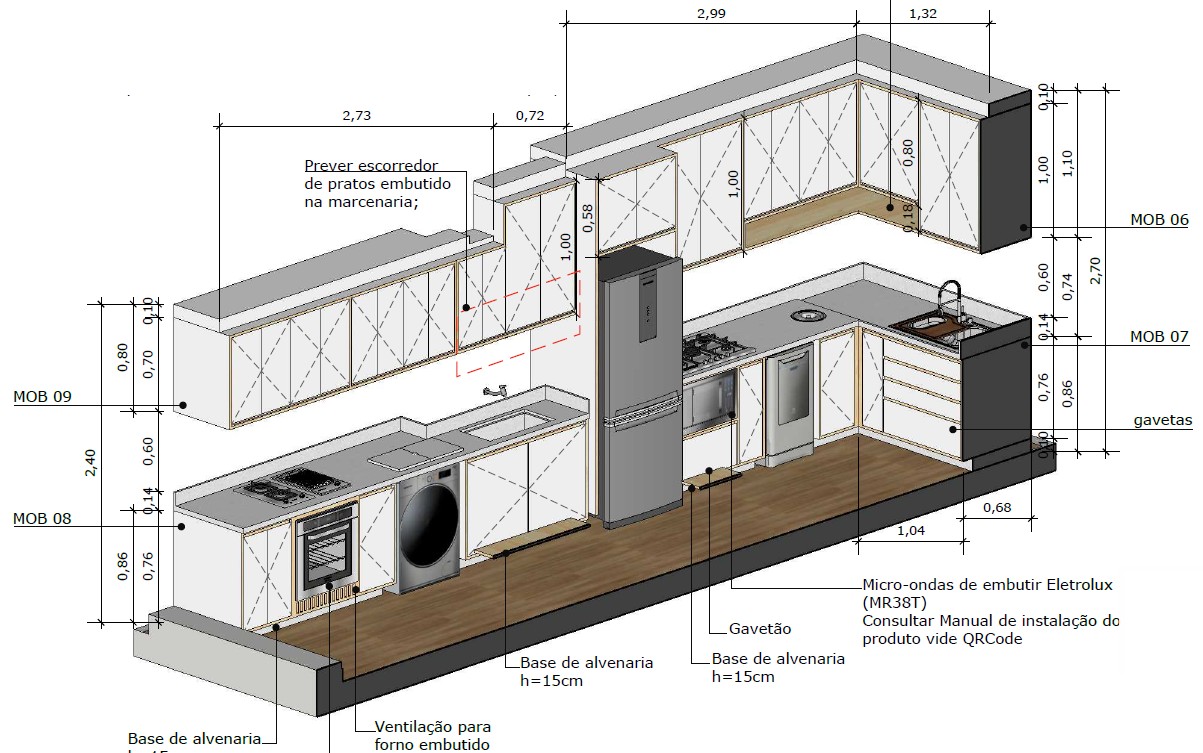 2,99
1,32
2,73
0,72
Prever escorredor
de pratos embutido
na marcenaria;
0,58
1,00
1,00
0,80
0,18
0,10
1,00
1,10
2,70
0,60
0,74
0,14
0,76
0,86
0,10
MOB 06
MOB 07
gavetas
0,10
0,80
0,70
MOB 09
2,40
0,60
0,14
MOB 08
0,86
0,76
0,68
1,04
Micro-ondas de embutir Eletrolux
(MR38T)
Consultar Manual de instalação do
produto vide QRCode
Gavetão
Base de alvenaria
h=15cm
Base de alvenaria
h=15cm
Ventilação para
forno embutido
Base de alvenaria